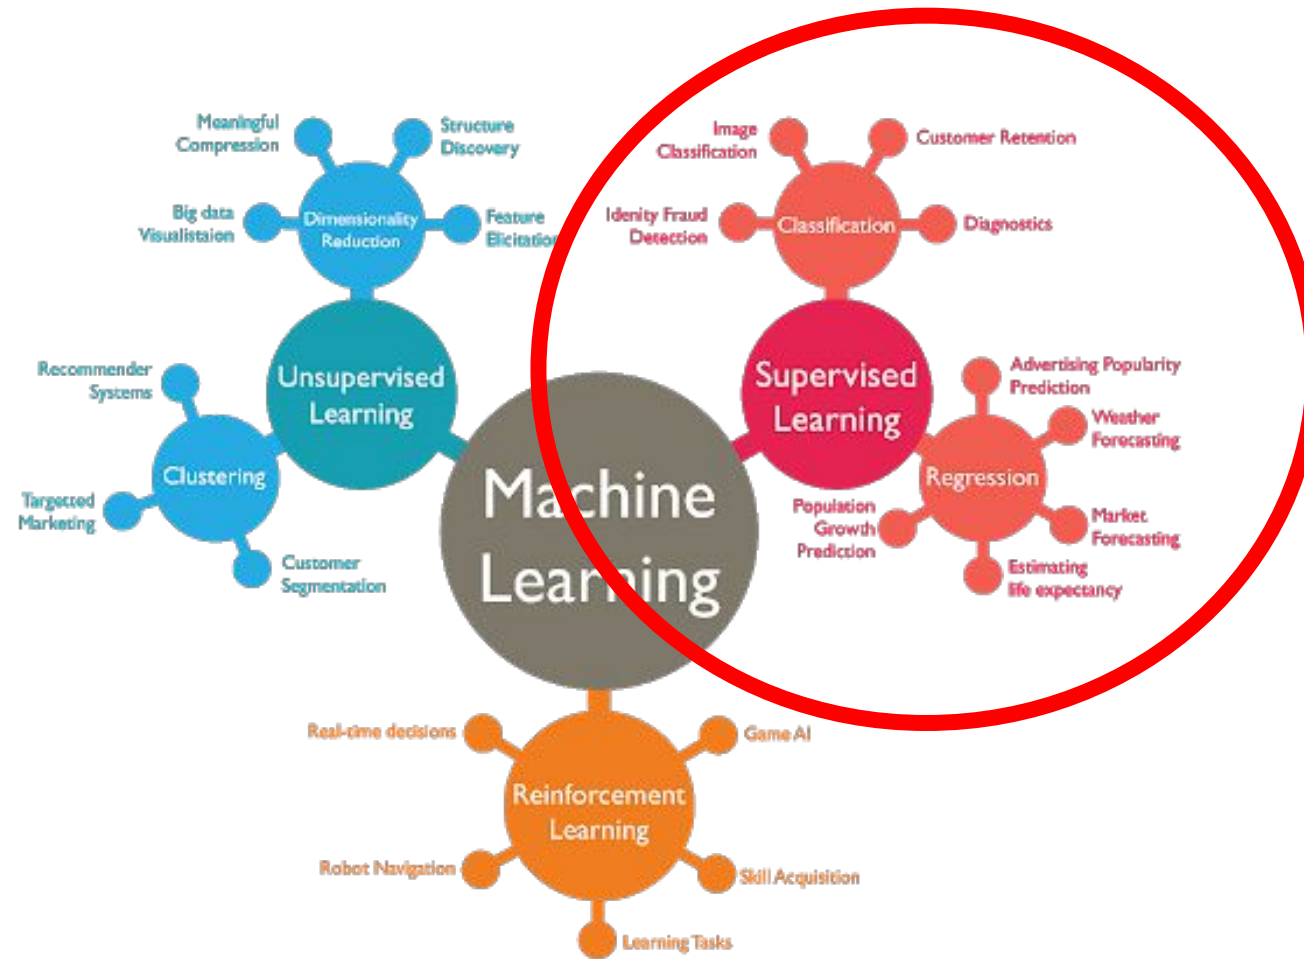 Meaningful
Compression
Structure
Discovery
Big data
Visualistaion
Dimensionality
Reduction
Feature
Elicitation
Unsupervised
Learning
Recommender
Systems
Clustering
Targetted
Marketing
Customer
Segmentation
Machine
Learning
Image
Classification
Customer Retention
Idenity Fraud
Detection
Classification
Diagnostics
Supervised
Learning
Advertising Popularity
Prediction
Weather
Forecasting
Regression
Population
Growth
Prediction
Market
Forecasting
Estimating
life expectancy
Real-time decisions
Game AI
Reinforcement
Learning
Robot Navigation
Skill Acquisition
Learning Tasks